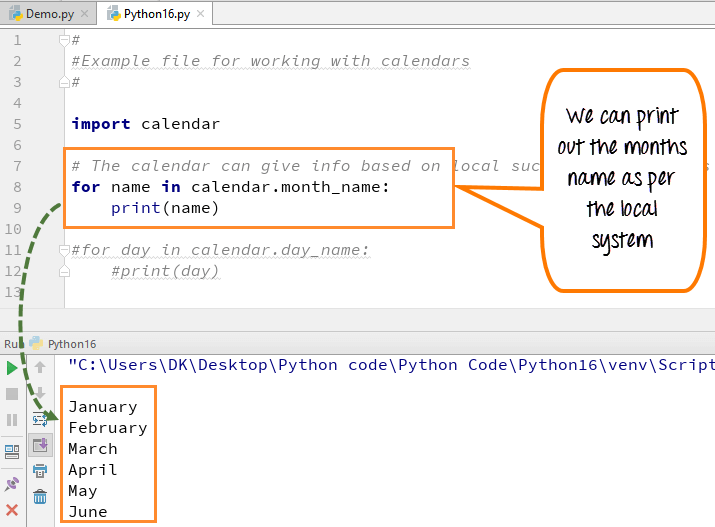 Demo.py
Python16.py
1 #
2 #Example file for working with calendars
3 #
4
5 import calendar
6
7 # The calendar can give info based on local suc s
8 for name in calendar.month_name:
9 print(name)
10
11 #for day in calendar.day_name:
12 #print(day)
13
We can print
out the months
name as per
the local
system
Ru Python16
"C:\Users\DK\Desktop\Python code\Python Code\Python16\venv\Script
January
February
March
April
May
June